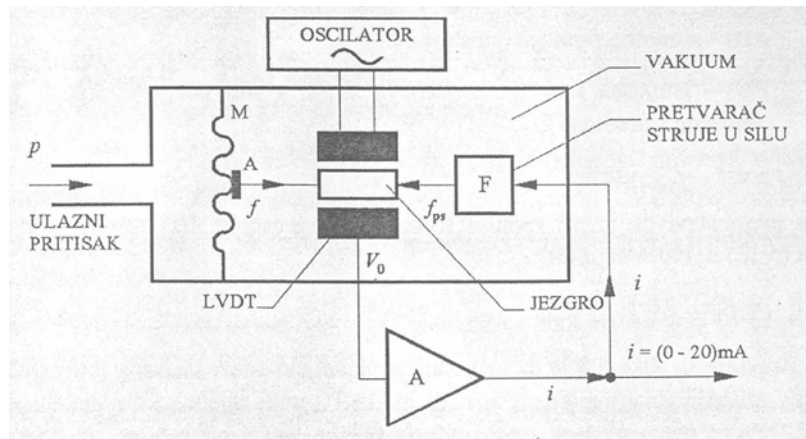 OSCILATOR
VAKUUM
M
PRETVARAČ
STRUJE U SILU
p
A
F
ULAZNI
PRITISAK
f
f_ps
V_0
LVDT
JEZGRO
i
i = (0 - 20)mA
A
i